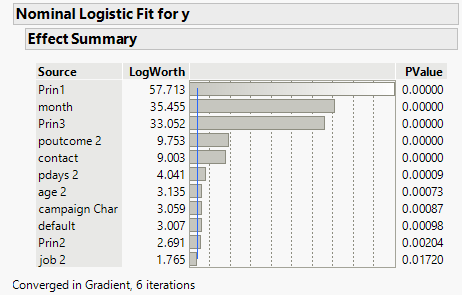 Nominal Logistic Fit for y
Effect Summary
Source LogWorth PValue
Prin1 57.713 0.00000
month 35.455 0.00000
Prin3 33.052 0.00000
poutcome 2 9.753 0.00000
contact 9.003 0.00000
pdays 2 4.041 0.00009
age 2 3.135 0.00073
campaign Char 3.059 0.00087
default 3.007 0.00098
Prin2 2.691 0.00204
job 2 1.765 0.01720
Converged in Gradient, 6 iterations